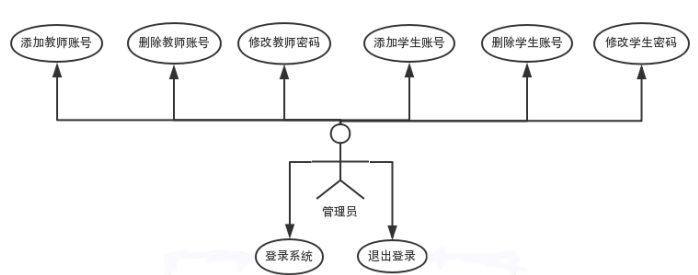 添加教师账号
删除教师账号
修改教师密码
添加学生账号
删除学生账号
修改学生密码
管理员
登录系統
退出登录